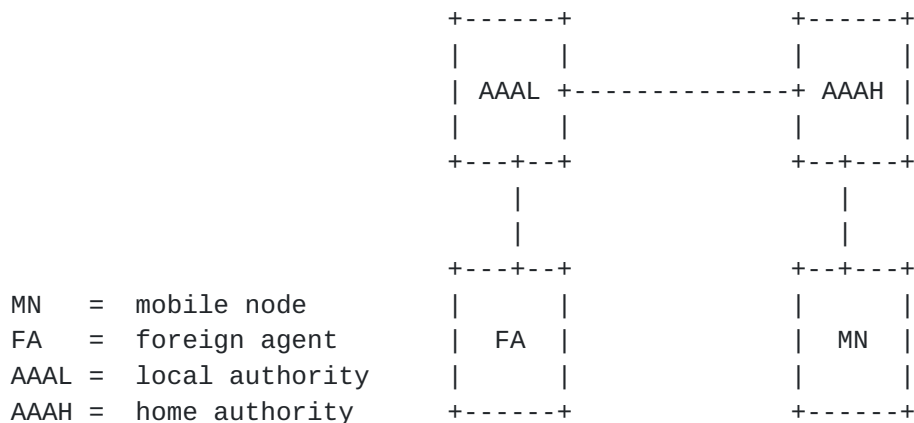 +------+              +------+
|      |              |      |
| AAAL +--------------+ AAAH |
|      |              |      |
+---+--+              +--+---+
    |                    |
    |                    |
+---+--+              +--+---+
MN   =  mobile node         |      |              |      |
FA   =  foreign agent       |  FA  |              |  MN  |
AAAL =  local authority     |      |              |      |
AAAH =  home authority      +------+              +------+